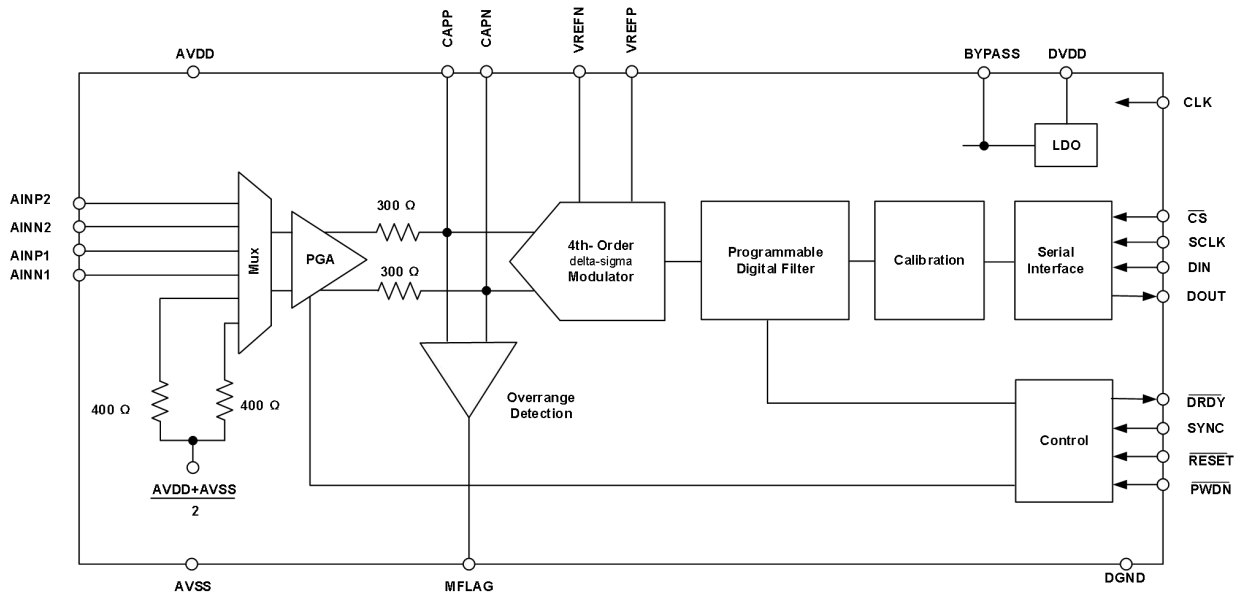 CAPP
CAPN
VREFN
VREFP
AVDD
BYPASS
DVDD
CLK
LDO
AINP2
AINN2
AINP1
AINN1
Mux
PGA
300 Ω
300 Ω
4th- Order
delta-sigma
Modulator
Programmable
Digital Filter
Calibration
Serial
Interface
CS
SCLK
DIN
DOUT
400 Ω
400 Ω
Overrange
Detection
Control
DRDY
SYNC
RESET
PWDN
AVDD+AVSS
2
AVSS
MFLAG
DGND